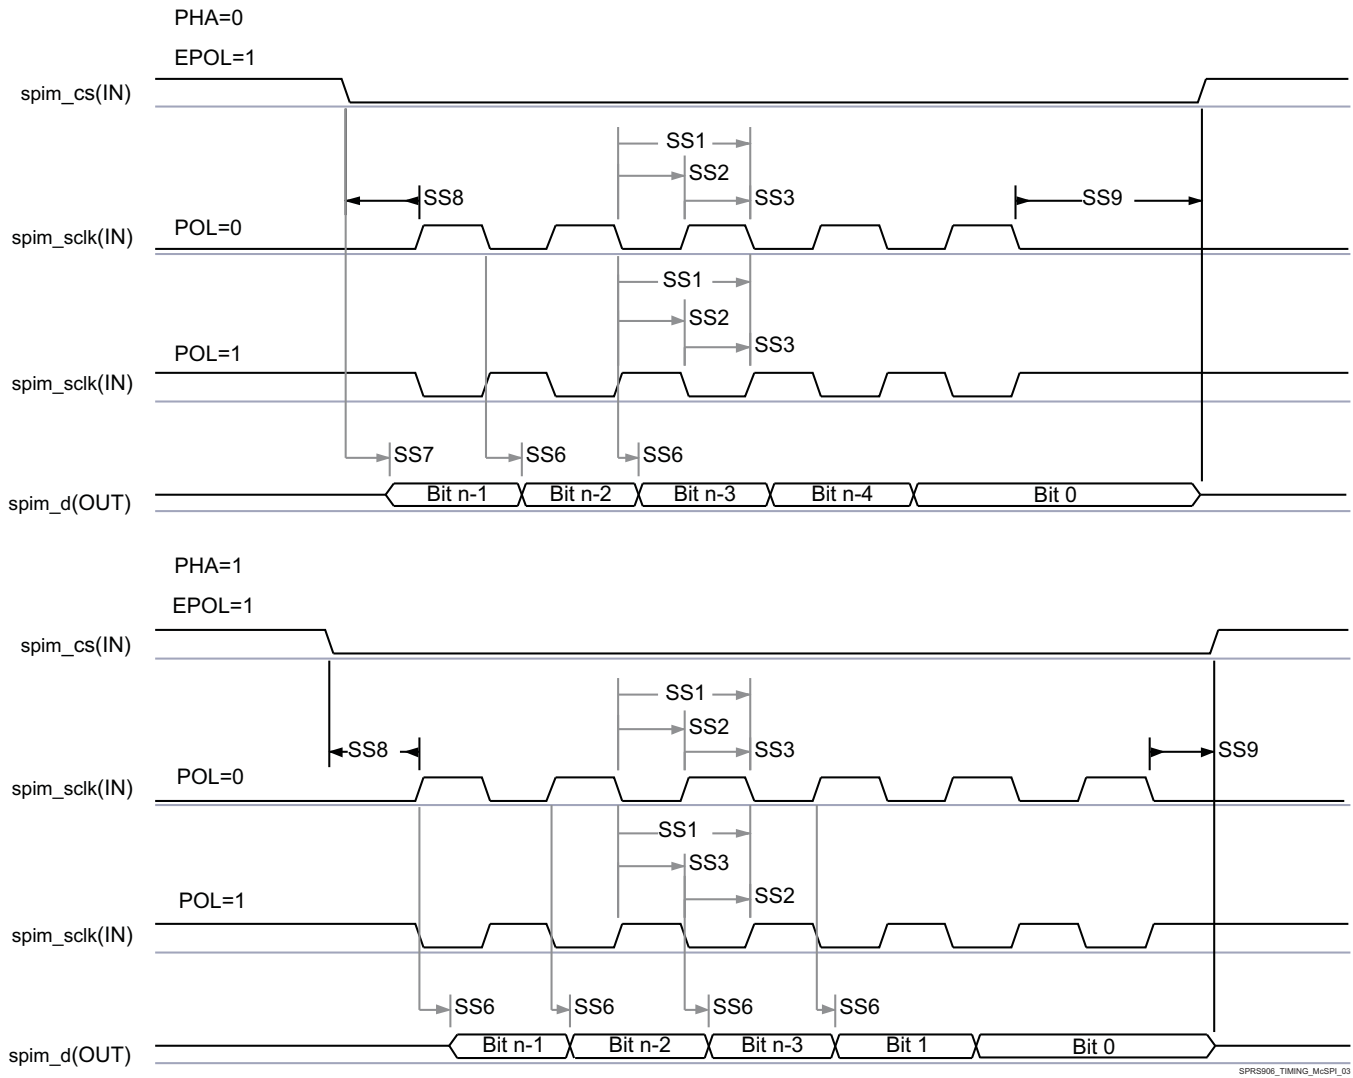 PHA=0
EPOL=1
spim_cs(IN)
SS1
SS2
SS8
SS3
SS9
POL=0
spim_sclk(IN)
SS1
SS2
SS3
POL=1
spim_sclk(IN)
SS7
SS6
SS6
spim_d(OUT)
Bit n-1
Bit n-2
Bit n-3
Bit n-4
Bit 0
PHA=1
EPOL=1
spim_cs(IN)
SS1
SS2
SS8
SS3
SS9
POL=0
spim_sclk(IN)
SS1
SS3
SS2
POL=1
spim_sclk(IN)
SS6
SS6
SS6
SS6
spim_d(OUT)
Bit n-1
Bit n-2
Bit n-3
Bit 1
Bit 0
SPRS906_TIMING_McSPI_03